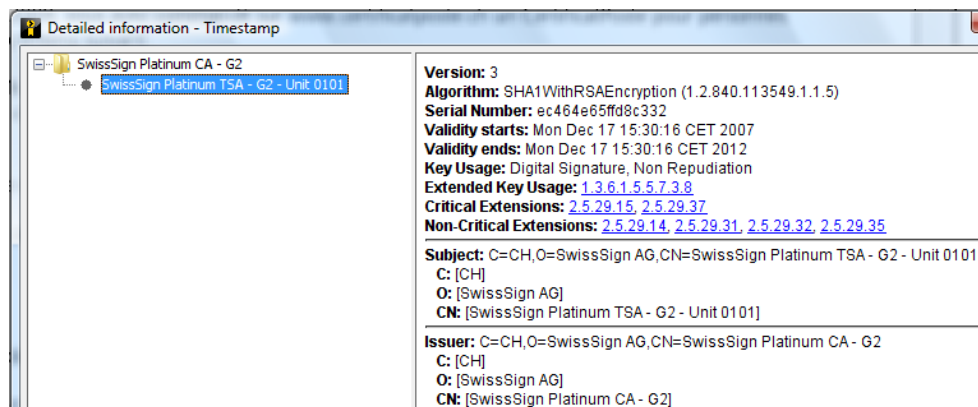 Detailed information - Timestamp
SwissSign Platinum CA - G2
SwissSign Platinum TSA - G2 - Unit 0101
Version: 3
Algorithm: SHA1WithRSAEncryption (1.2.840.113549.1.1.5)
Serial Number: ec464e65ffd8c332
Validity starts: Mon Dec 17 15:30:16 CET 2007
Validity ends: Mon Dec 17 15:30:16 CET 2012
Key Usage: Digital Signature, Non Repudiation
Extended Key Usage: 1.3.6.1.5.5.7.3.8
Critical Extensions: 2.5.29.15, 2.5.29.37
Non-Critical Extensions: 2.5.29.14, 2.5.29.31, 2.5.29.32, 2.5.29.35
Subject: C=CH,O=SwissSign AG,CN=SwissSign Platinum TSA - G2 - Unit 0101
C: [CH]
O: [SwissSign AG]
CN: [SwissSign Platinum TSA - G2 - Unit 0101]
Issuer: C=CH,O=SwissSign AG,CN=SwissSign Platinum CA - G2
C: [CH]
O: [SwissSign AG]
CN: [SwissSign Platinum CA - G2]